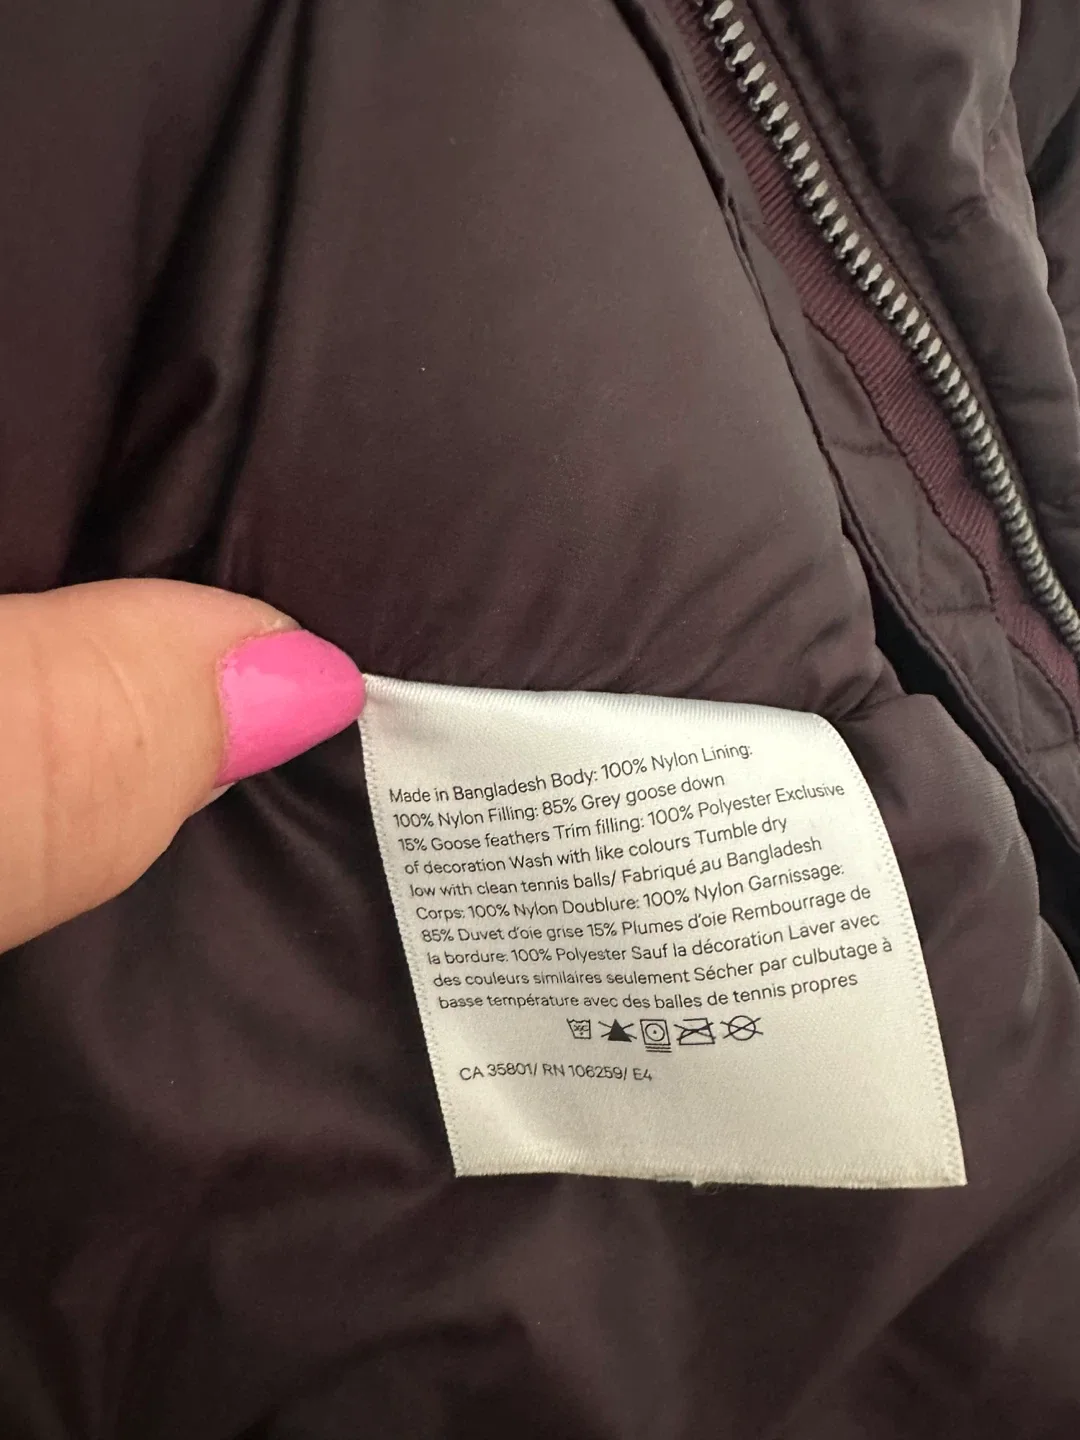 Made in Bangladesh Body: 100% Nylon Lining:
100% Nylon Filling: 85% Grey goose down
15% Goose feathers Trim filling: 100% Polyester Exclusive
of decoration Wash with like colours Tumble dry
low with clean tennis balls/ Fabriqué au Bangladesh
Corps: 100% Nylon Doublure: 100% Nylon Garnissage:
85% Duvet d'oie grise 15% Plumes d'oie Rembourrage de
la bordure: 100% Polyester Sauf la décoration Laver avec
des couleurs similaires seulement Sécher par culbutage à
basse température avec des balles de tennis propres
CA 35801/ RN 106259/ E4